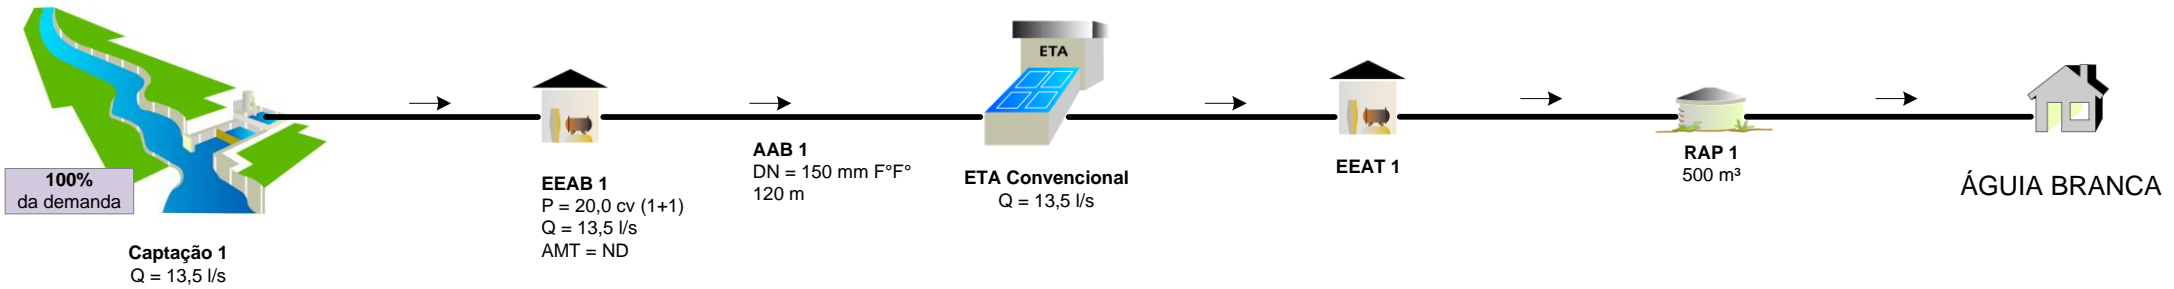 100%
da demanda
Captação 1
Q = 13,5 l/s
EEAB 1
P = 20,0 cv (1+1)
Q = 13,5 l/s
AMT = ND
AAB 1
DN = 150 mm F°F°
120 m
ETA
ETA Convencional
Q = 13,5 l/s
EEAT 1
RAP 1
500 m³
ÁGUIA BRANCA